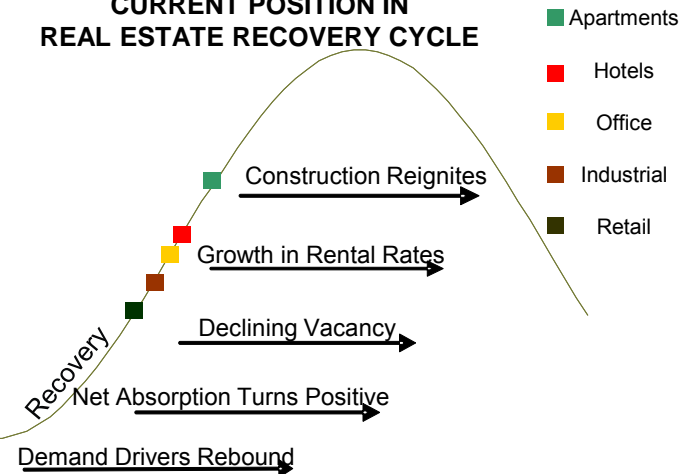 CURRENT POSITION IN
REAL ESTATE RECOVERY CYCLE
Apartments
Hotels
Office
Industrial
Retail
Construction Reignites
Growth in Rental Rates
Declining Vacancy
Recovery
Net Absorption Turns Positive
Demand Drivers Rebound